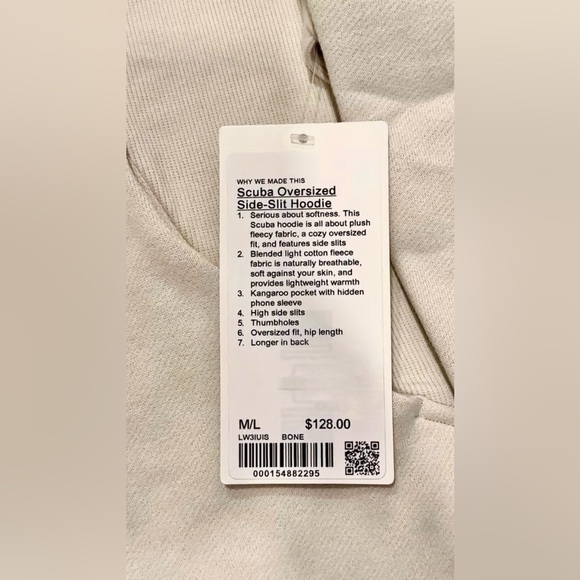 WHY WE MADE THIS
Scuba Oversized
Side-Slit Hoodie
1. Serious about softness. This
Scuba hoodie is all about plush
fleecy fabric, a cozy oversized
fit, and features side slits
2. Blended light cotton fleece
fabric is naturally breathable,
soft against your skin, and
provides lightweight warmth
3. Kangaroo pocket with hidden
phone sleeve
4. High side slits
5. Thumbholes
6. Oversized fit, hip length
7. Longer in back
M/L $128.00
LW3IUIS BONE
000154882295